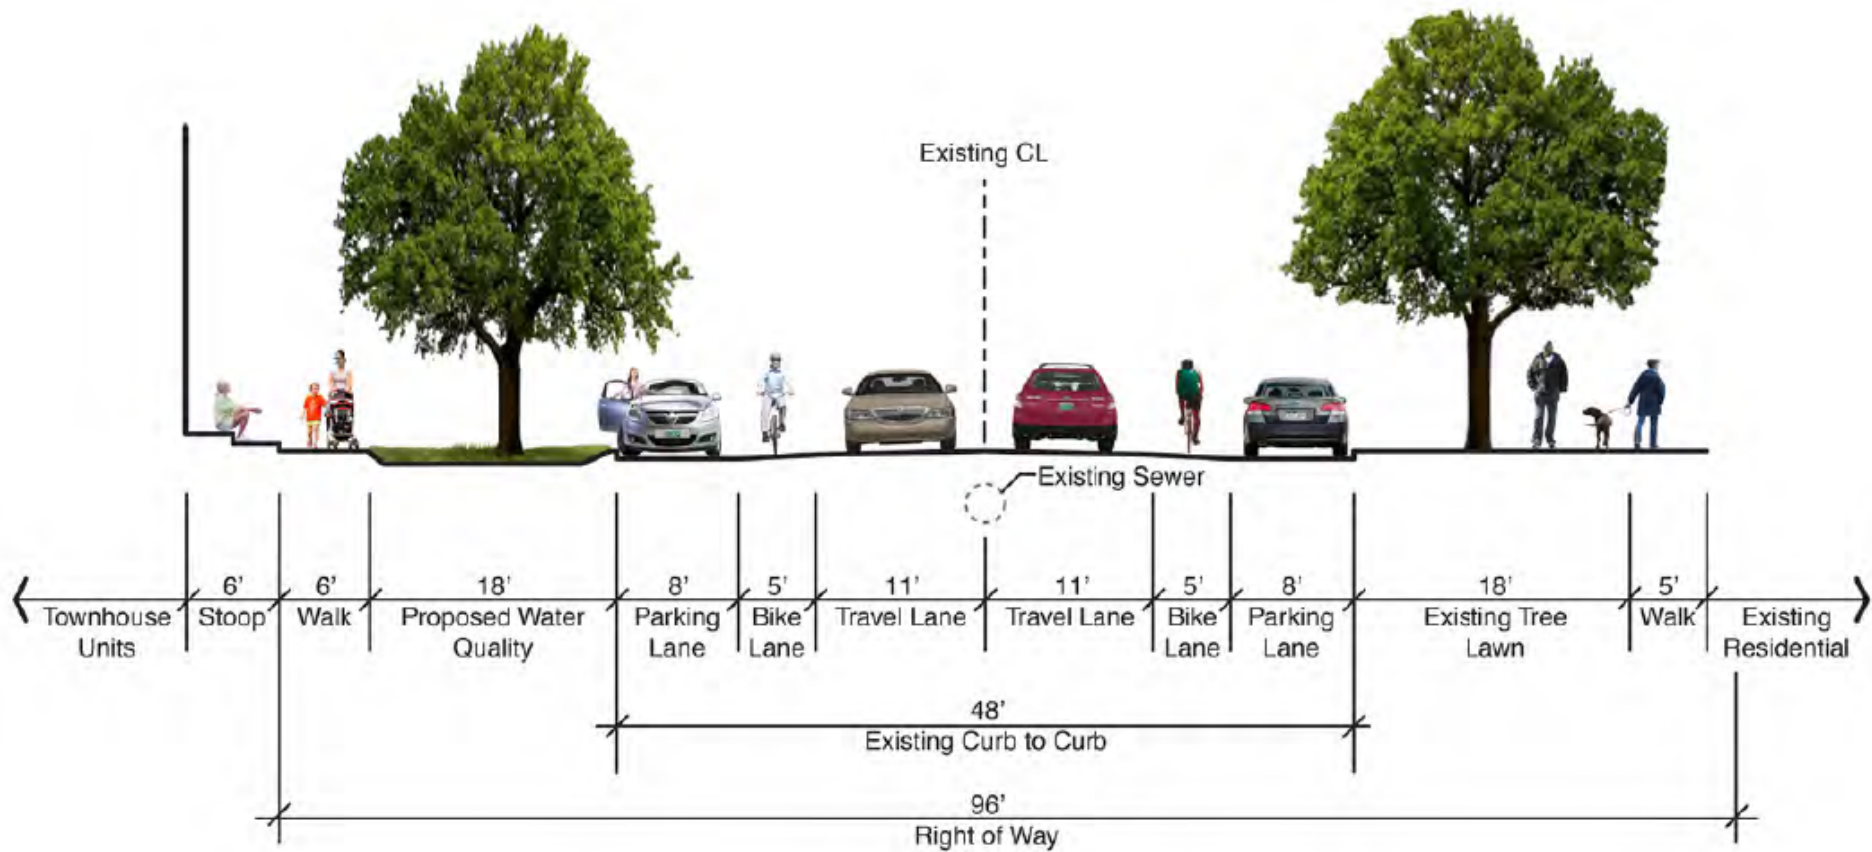 Existing CL
Existing Sewer
6' 6' 18' 8' 5' 11' 11' 5' 8' 18' 5'
Townhouse Stoop Walk Proposed Water Parking Bike Travel Lane Travel Lane Bike Parking Existing Tree Walk Existing
Units Quality Lane Lane Lane Lane Lawn Residential
48'
Existing Curb to Curb
96'
Right of Way